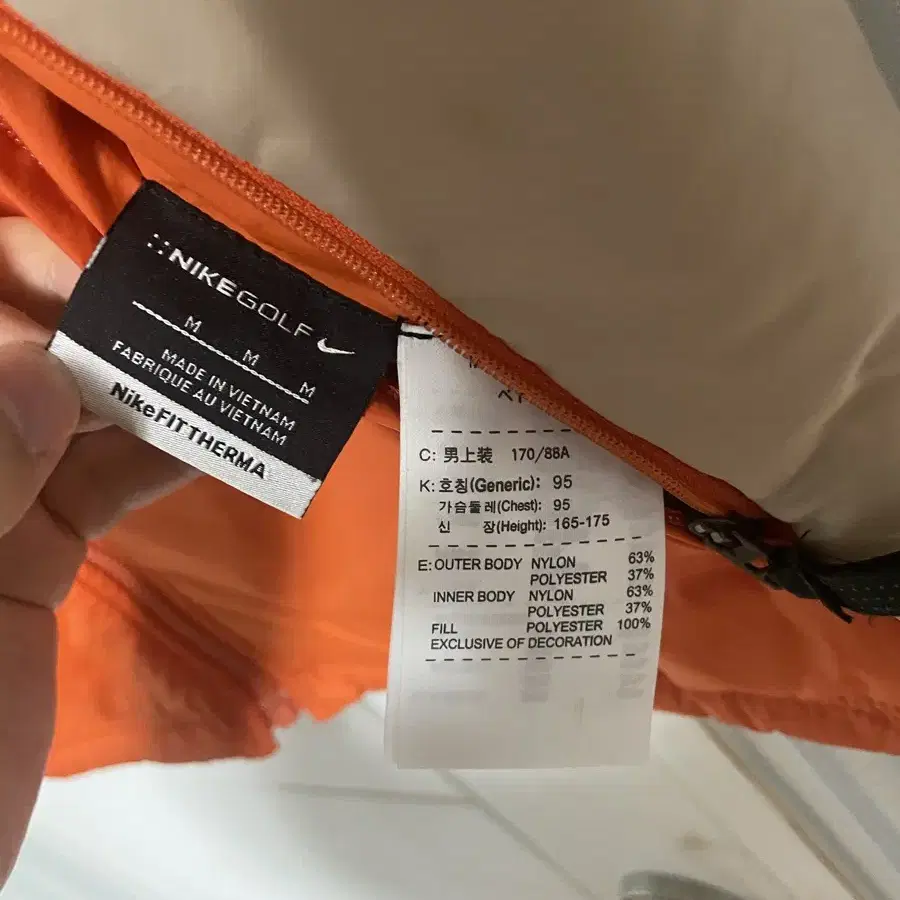 NIKEGOLF
M
M
M
MADE IN VIETNAM
FABRIQUE AU VIETNAM
NikeFIT THERMA
C: 男上装 170/88A
K: 호칭(Generic): 95
가슴둘레(Chest): 95
신 장(Height): 165-175
E: OUTER BODY NYLON 63%
POLYESTER 37%
INNER BODY NYLON 63%
POLYESTER 37%
FILL POLYESTER 100%
EXCLUSIVE OF DECORATION